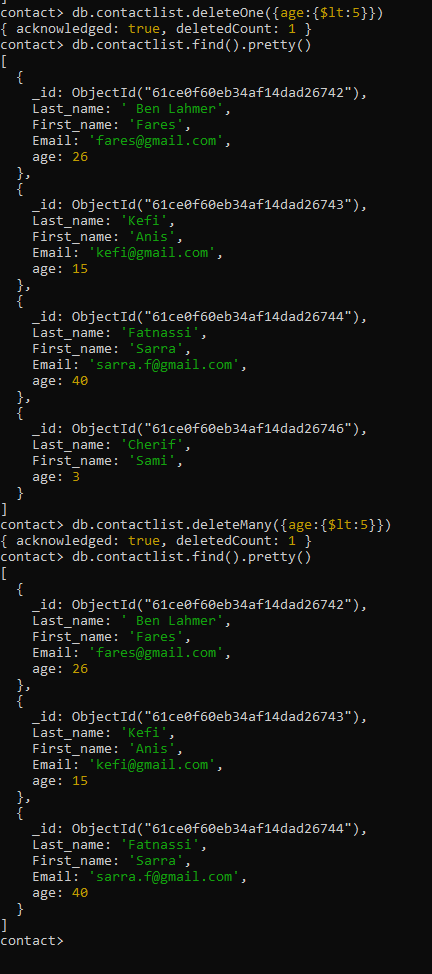 contact> db.contactlist.deleteOne({age:{$lt:5}})
{ acknowledged: true, deletedCount: 1 }
contact> db.contactlist.find().pretty()
[
  {
    _id: ObjectId("61ce0f60eb34af14dad26742"),
    Last_name: ' Ben Lahmer',
    First_name: 'Fares',
    Email: 'fares@gmail.com',
    age: 26
  },
  {
    _id: ObjectId("61ce0f60eb34af14dad26743"),
    Last_name: 'Kefi',
    First_name: 'Anis',
    Email: 'kefi@gmail.com',
    age: 15
  },
  {
    _id: ObjectId("61ce0f60eb34af14dad26744"),
    Last_name: 'Fatnassi',
    First_name: 'Sarra',
    Email: 'sarra.f@gmail.com',
    age: 40
  },
  {
    _id: ObjectId("61ce0f60eb34af14dad26746"),
    Last_name: 'Cherif',
    First_name: 'Sami',
    age: 3
  }
]
contact> db.contactlist.deleteMany({age:{$lt:5}})
{ acknowledged: true, deletedCount: 1 }
contact> db.contactlist.find().pretty()
[
  {
    _id: ObjectId("61ce0f60eb34af14dad26742"),
    Last_name: ' Ben Lahmer',
    First_name: 'Fares',
    Email: 'fares@gmail.com',
    age: 26
  },
  {
    _id: ObjectId("61ce0f60eb34af14dad26743"),
    Last_name: 'Kefi',
    First_name: 'Anis',
    Email: 'kefi@gmail.com',
    age: 15
  },
  {
    _id: ObjectId("61ce0f60eb34af14dad26744"),
    Last_name: 'Fatnassi',
    First_name: 'Sarra',
    Email: 'sarra.f@gmail.com',
    age: 40
  }
]
contact>